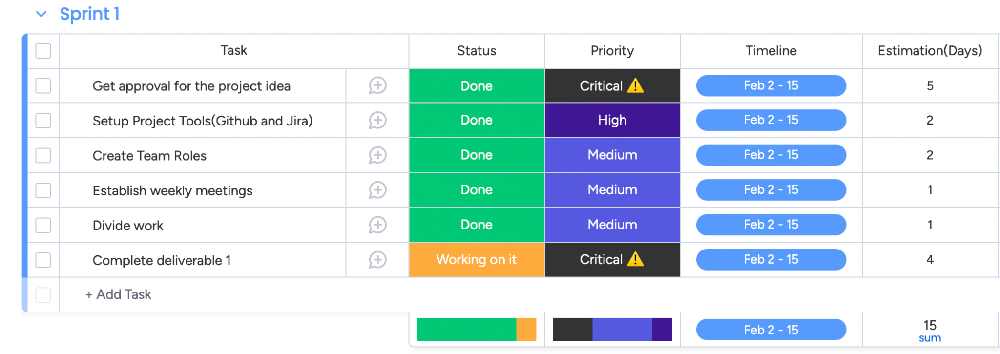 Sprint 1
Task Status Priority Timeline Estimation(Days)
Get approval for the project idea Done Critical ⚠️ Feb 2 - 15 5
Setup Project Tools(Github and Jira) Done High Feb 2 - 15 2
Create Team Roles Done Medium Feb 2 - 15 2
Establish weekly meetings Done Medium Feb 2 - 15 1
Divide work Done Medium Feb 2 - 15 1
Complete deliverable 1 Working on it Critical ⚠️ Feb 2 - 15 4
+ Add Task
Feb 2 - 15 15
sum